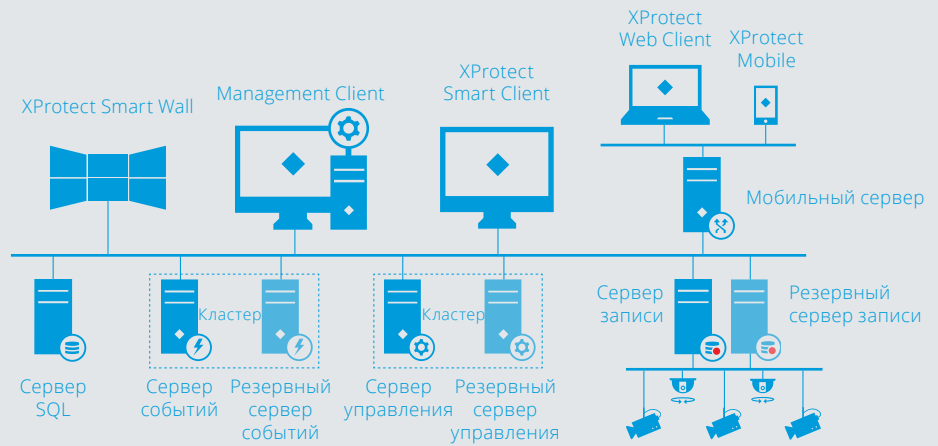 XProtect Smart Wall
Management Client
XProtect
Smart Client
XProtect
Web Client
XProtect
Mobile
Мобильный сервер
Кластер
Кластер
Сервер
записи
Резервный
сервер записи
Сервер
SQL
Сервер
событий
Резервный
сервер
событий
Сервер
управления
Резервный
сервер
управления